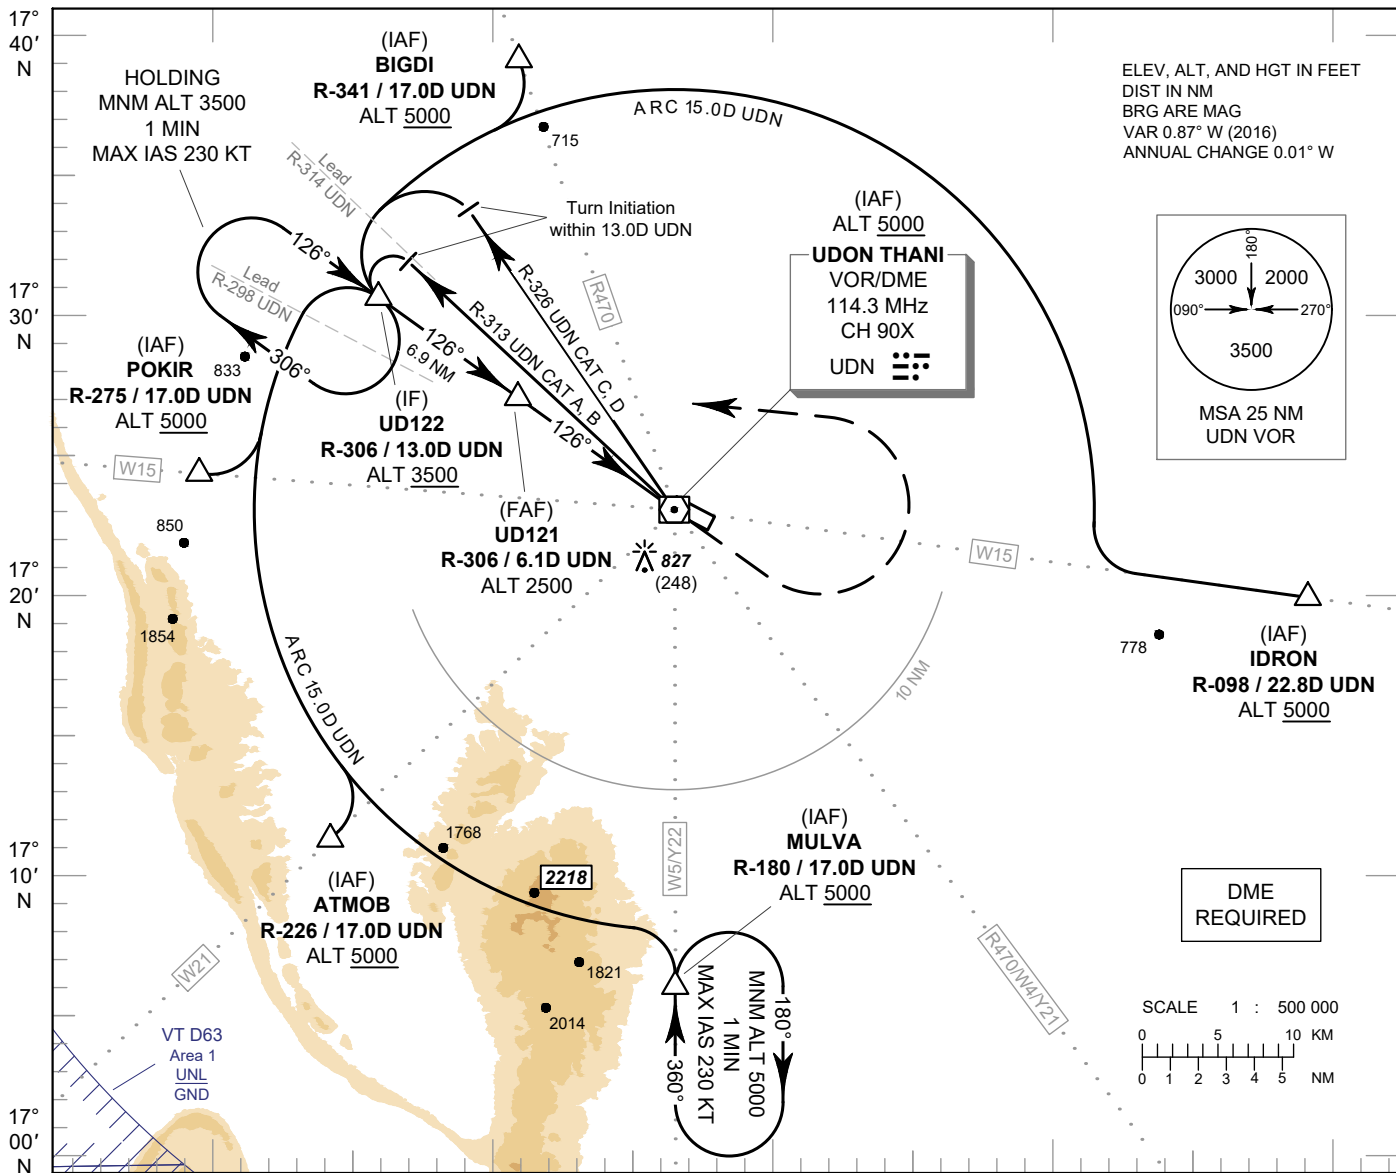 17°
40′
N
(IAF)
BIGDI
R-341 / 17.0D UDN
ALT 5000
HOLDING
MNM ALT 3500
1 MIN
MAX IAS 230 KT
ELEV, ALT, AND HGT IN FEET
DIST IN NM
BRG ARE MAG
VAR 0.87° W (2016)
ANNUAL CHANGE 0.01° W
ARC 15.0D UDN
715
Lead
R-314 UDN
Turn Initiation
within 13.0D UDN
(IAF)
ALT 5000
UDON THANI
VOR/DME
114.3 MHz
CH 90X
UDN
180°
3000
2000
090°
270°
3500
MSA 25 NM
UDN VOR
126°
Lead
R-298 UDN
R-326 UDN CAT C, D
R470
17°
30′
N
R-313 UDN CAT A, B
126°
6.9 NM
306°
(IAF)
POKIR
R-275 / 17.0D UDN
ALT 5000
833
(IF)
UD122
R-306 / 13.0D UDN
ALT 3500
126°
W15
(FAF)
UD121
R-306 / 6.1D UDN
ALT 2500
850
827
(248)
W15
17°
20′
N
1854
778
(IAF)
IDRON
R-098 / 22.8D UDN
ALT 5000
10 NM
ARC 15.0D UDN
17°
10′
N
1768
(IAF)
MULVA
R-180 / 17.0D UDN
ALT 5000
W5/Y22
2218
(IAF)
ATMOB
R-226 / 17.0D UDN
ALT 5000
DME
REQUIRED
W21
1821
R470/W4/Y21
2014
180°
MNM ALT 5000
1 MIN
MAX IAS 230 KT
360°
SCALE 1 : 500 000
0 5 10 KM
0 1 2 3 4 5 NM
VT D63
Area 1
UNL
GND
17°
00′
N